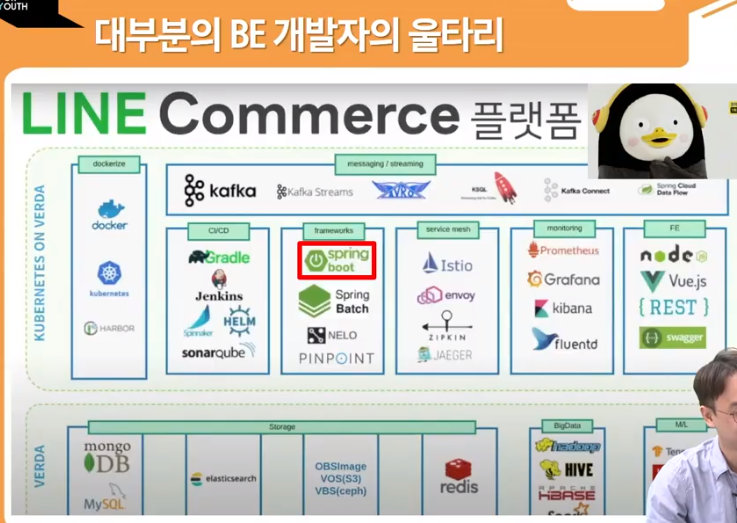 YOUTH
대부분의 BE 개발자의 울타리
LINE Commerce 플랫폼
KUBERNETES ON VERDA
dockerize
docker
kubernetes
HARBOR
messaging / streaming
kafka
Kafka Streams
KSQL
Kafka Connect
Spring Cloud Data Flow
CI/CD
Gradle
Jenkins
Spinnaker
HELM
sonarqube
frameworks
spring boot
Spring Batch
NELO
PINPOINT
service mesh
Istio
envoy
ZIPKIN
JAEGER
monitoring
Prometheus
Grafana
kibana
fluentd
FE
node JS
Vue.js
{ REST }
swagger
VERDA
Storage
mongo DB
MySQL
elasticsearch
OBSImage
VOS(S3)
VBS(ceph)
redis
BigData
hadoop
HIVE
APACHE HBASE
M/L